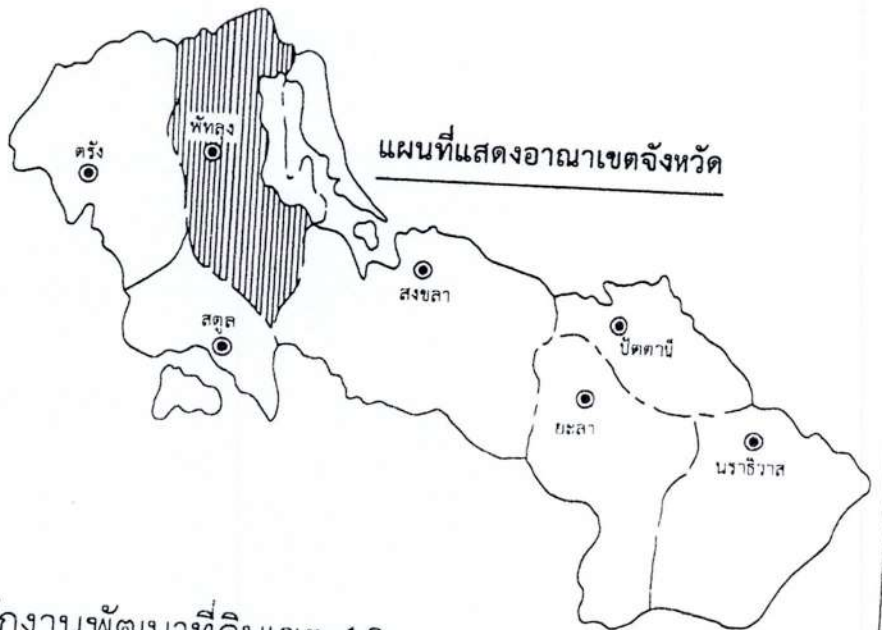 พัทลุง
ตรัง
แผนที่แสดงอาณาเขตจังหวัด
สงขลา
สตูล
ปัตตานี
ยะลา
นราธิวาส